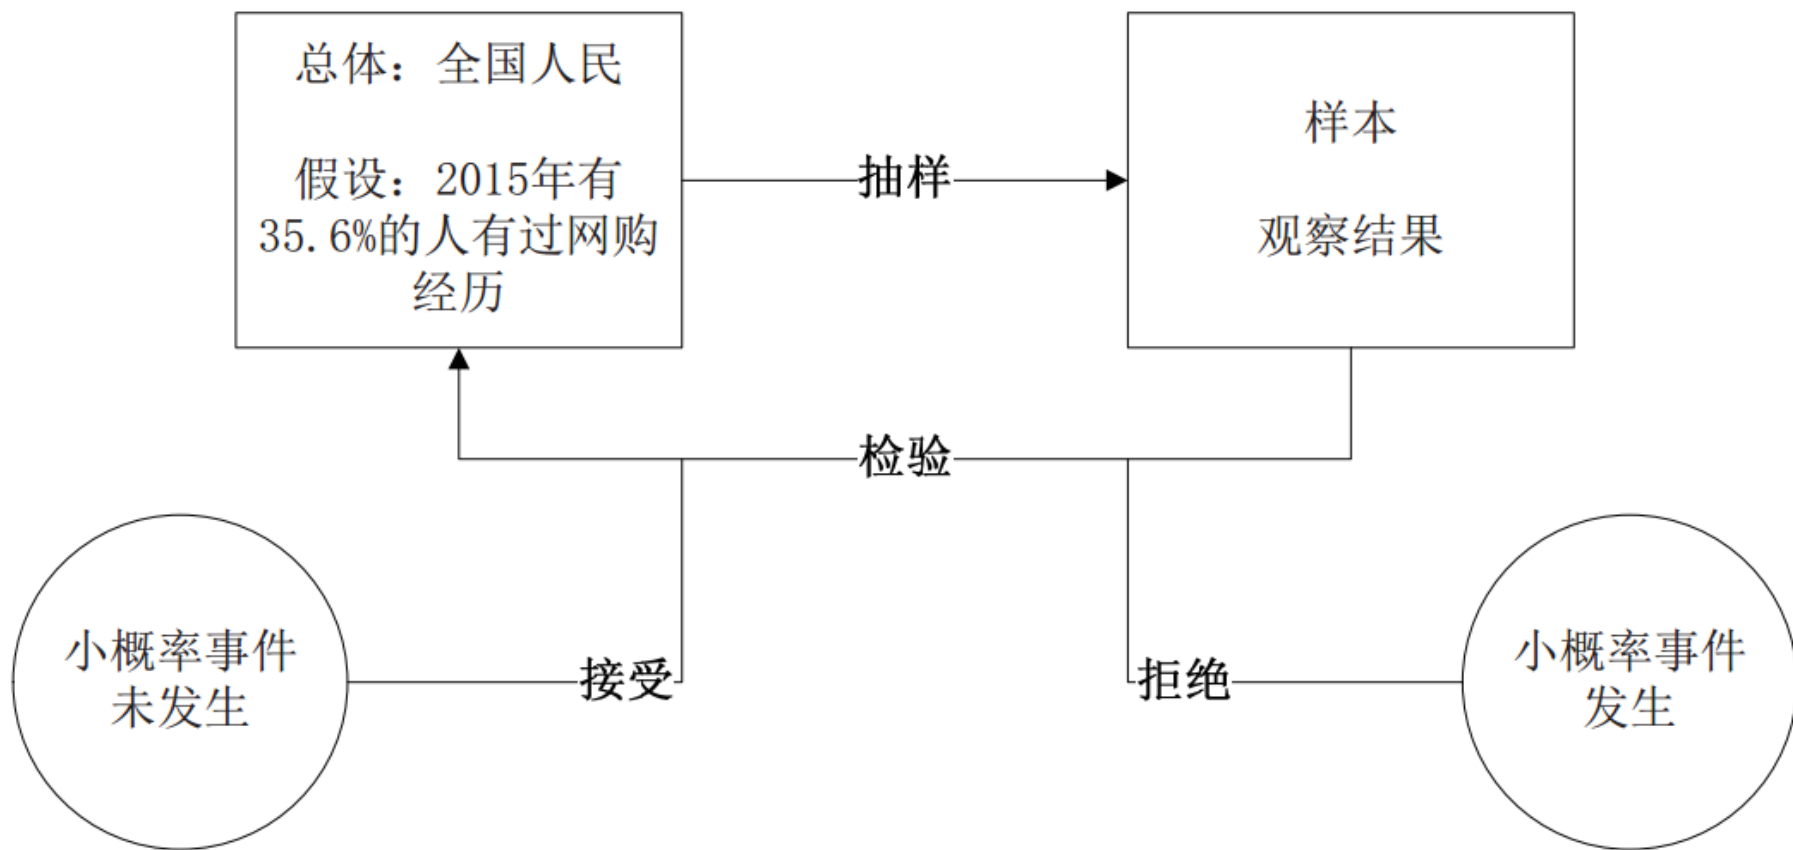 总体：全国人民
假设：2015年有
35.6%的人有过网购
经历
抽样
样本
观察结果
检验
小概率事件
未发生
接受
拒绝
小概率事件
发生